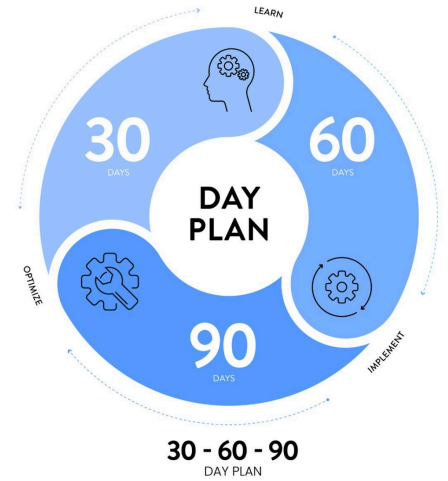 LEARN
30
DAYS
60
DAYS
DAY
PLAN
OPTIMIZE
90
DAYS
IMPLEMENT
30 - 60 - 90
DAY PLAN